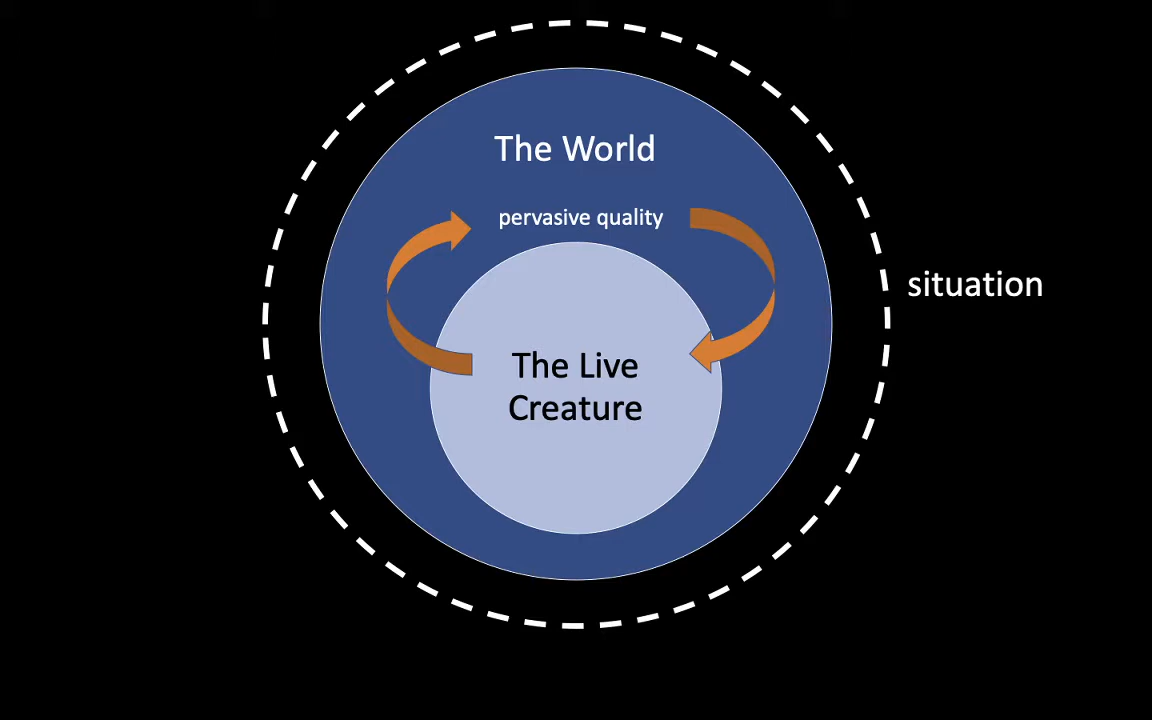 The World
pervasive quality
situation
The Live
Creature